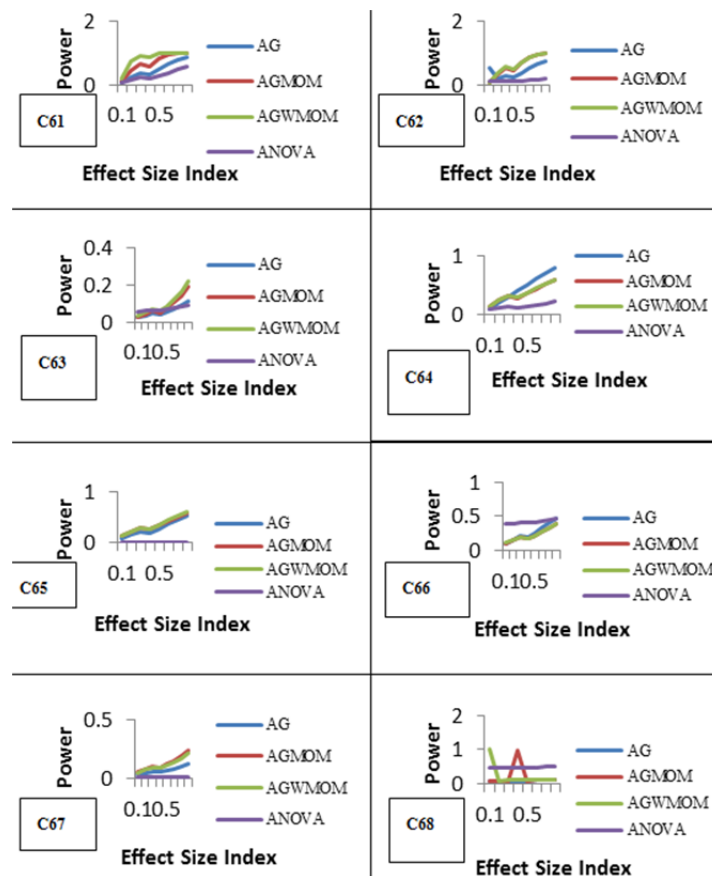 2
1
0
Power
AG
AGMOM
AGWMOM
ANOVA
C61
0.1 0.5
Effect Size Index
2
1
0
Power
AG
AGMOM
AGWMOM
ANOVA
C62
0.1 0.5
Effect Size Index
0.4
0.2
0
Power
AG
AGMOM
AGWMOM
ANOVA
C63
0.10.5
Effect Size Index
1
0
Power
AG
AGMOM
AGWMOM
ANOVA
C64
0.1 0.5
Effect Size Index
1
0
Power
AG
AGMOM
AGWMOM
ANOVA
C65
0.1 0.5
Effect Size Index
1
0.5
0
Power
AG
AGMOM
AGWMOM
ANOVA
C66
0.10.5
Effect Size Index
0.5
0
Power
AG
AGMOM
AGWMOM
ANOVA
C67
0.10.5
Effect Size Index
2
1
0
Power
AG
AGMOM
AGWMOM
ANOVA
C68
0.1 0.5
Effect Size Index